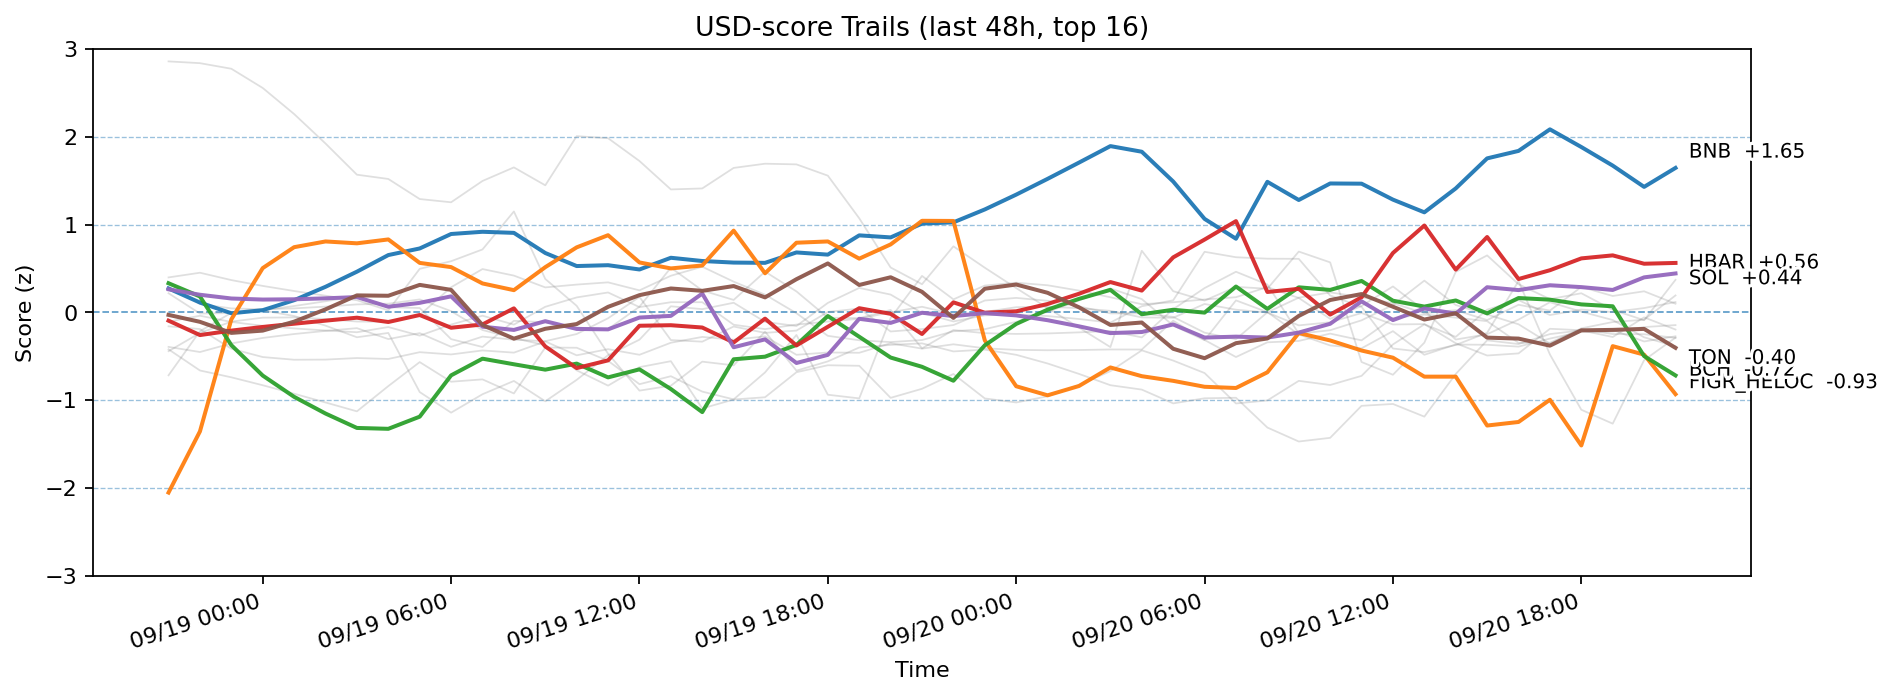 USD-score Trails (last 48h, top 16)
3
2
1
0
−1
−2
−3
Score (z)
BNB +1.65
HBAR +0.56
SOL +0.44
TON -0.40
BCH -0.72
FIGR_HELOC -0.93
09/19 00:00
09/19 06:00
09/19 12:00
09/19 18:00
09/20 00:00
09/20 06:00
09/20 12:00
09/20 18:00
Time